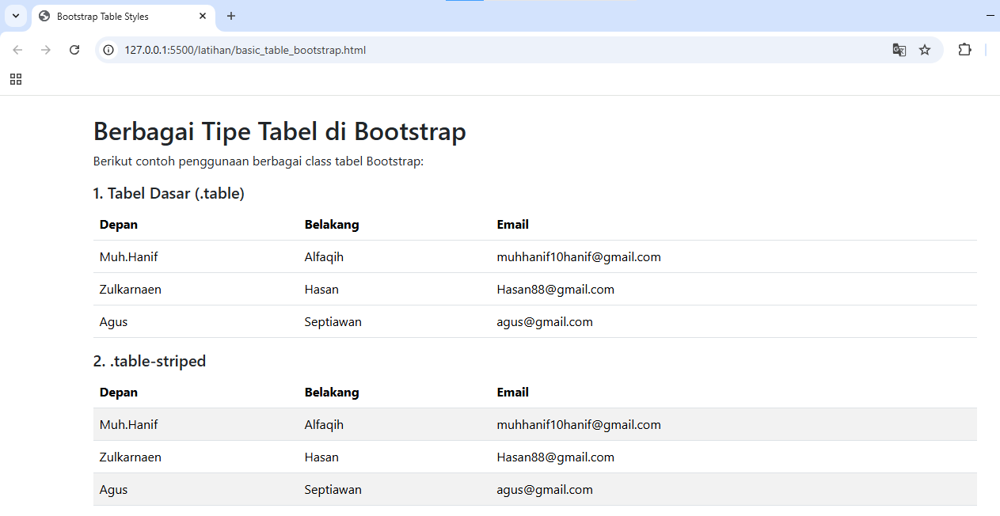 Bootstrap Table Styles
127.0.0.1:5500/latihan/basic_table_bootstrap.html
Berbagai Tipe Tabel di Bootstrap
Berikut contoh penggunaan berbagai class tabel Bootstrap:
1. Tabel Dasar (.table)
Depan Belakang Email
Muh.Hanif Alfaqih muhhanif10hanif@gmail.com
Zulkarnaen Hasan Hasan88@gmail.com
Agus Septiawan agus@gmail.com
2. .table-striped
Depan Belakang Email
Muh.Hanif Alfaqih muhhanif10hanif@gmail.com
Zulkarnaen Hasan Hasan88@gmail.com
Agus Septiawan agus@gmail.com